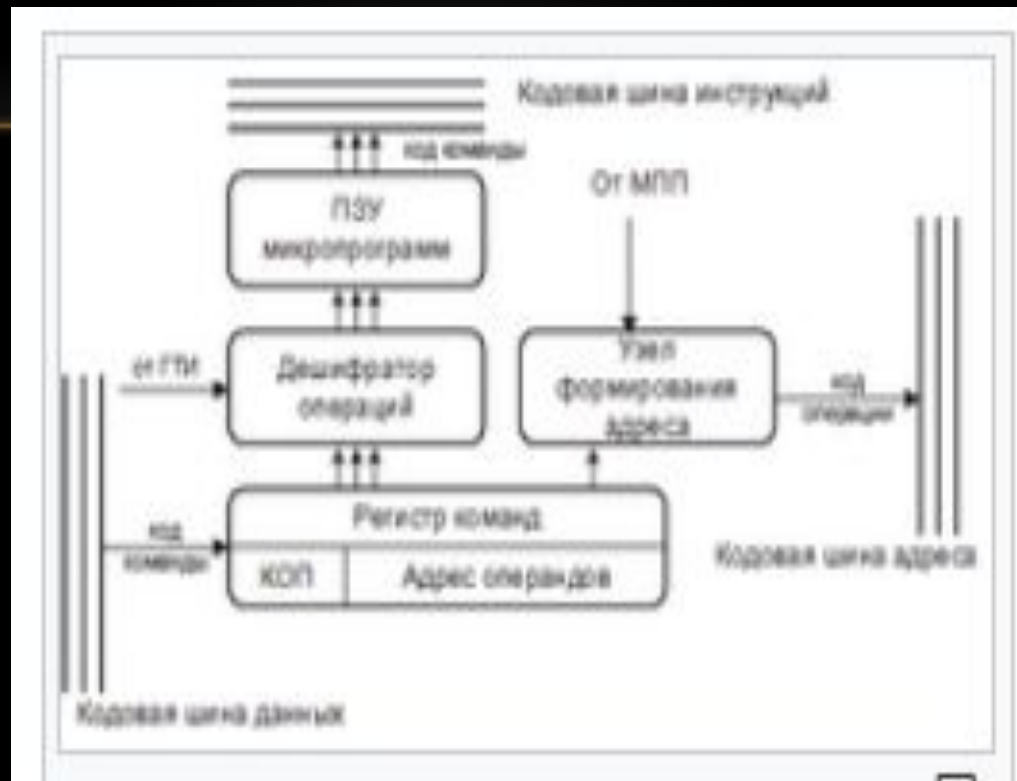 Кодовая шина инструкций
код команды
ПЗУ
микропрограмм
От МПП
от ГТИ
Дешифратор
операций
Узел
формирования
адреса
код
операции
код
команды
Регистр команд
КОП
Адрес операндов
Кодовая шина адреса
Кодовая шина данных